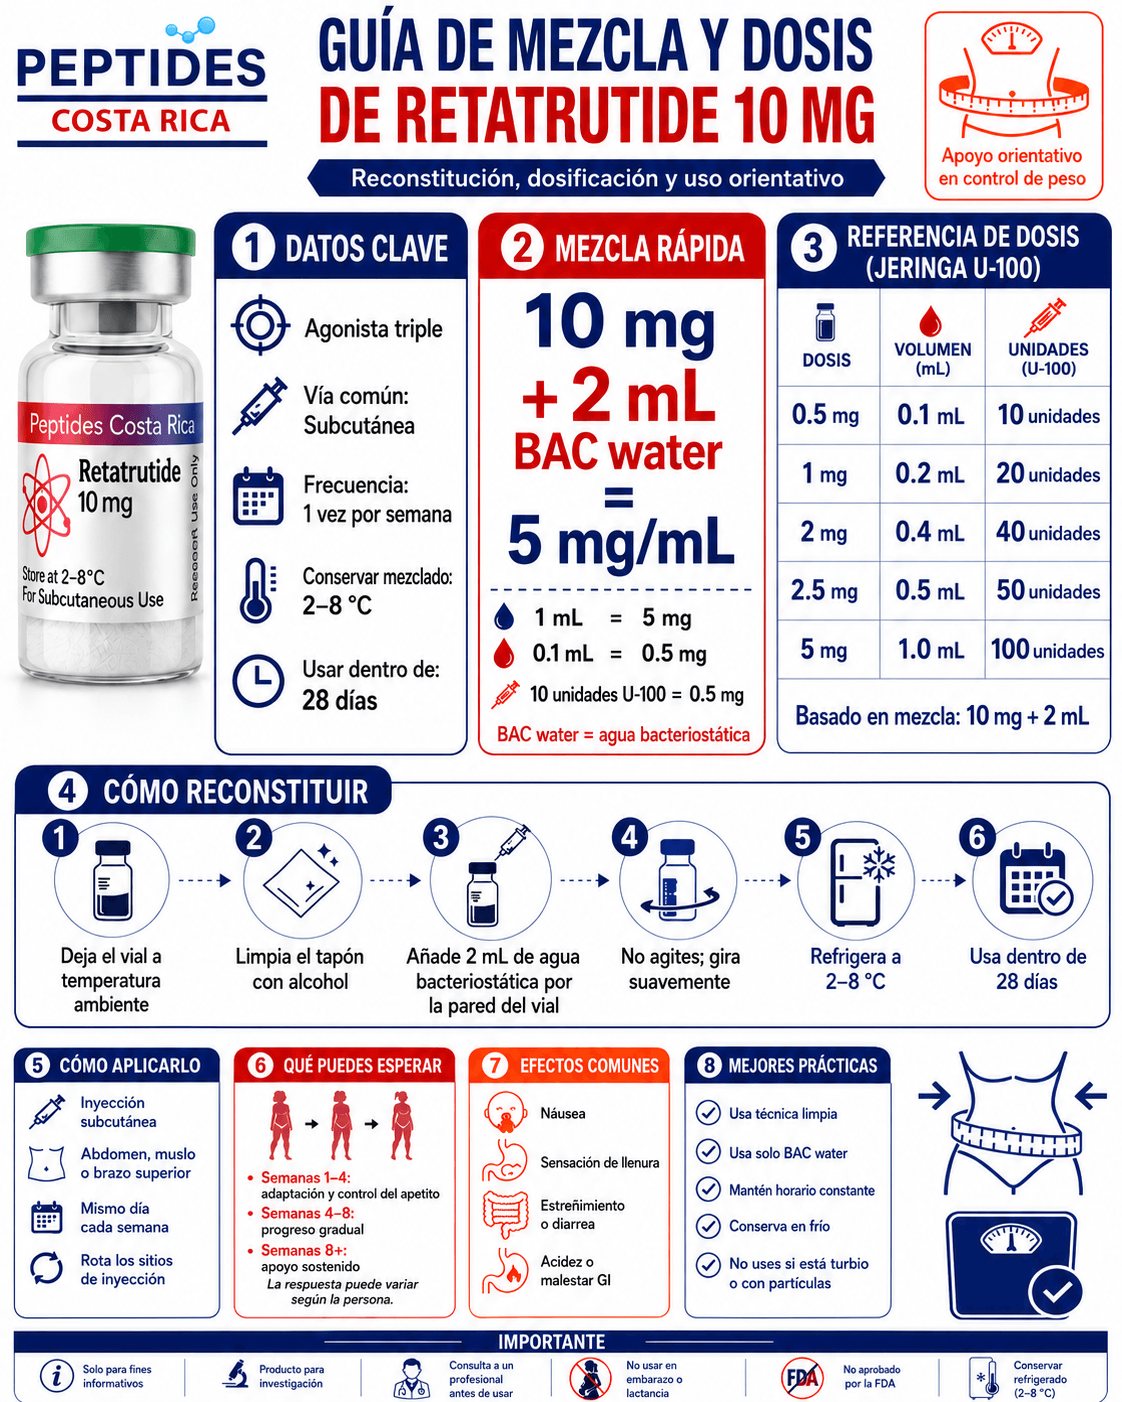 PEPTIDES
COSTA RICA
GUÍA DE MEZCLA Y DOSIS
DE RETATRUTIDE 10 MG
Reconstitución, dosificación y uso orientativo
Apoyo orientativo
en control de peso
Peptides Costa Rica
Retatrutide
10 mg
Use Only
Store at 2–8°C
For Subcutaneous Use
1 DATOS CLAVE
Agonista triple
Vía común:
Subcutánea
Frecuencia:
1 vez por semana
Conservar mezclado:
2–8 °C
Usar dentro de:
28 días
2 MEZCLA RÁPIDA
10 mg
+ 2 mL
BAC water
=
5 mg/mL
1 mL = 5 mg
0.1 mL = 0.5 mg
10 unidades U-100 = 0.5 mg
BAC water = agua bacteriostática
3 REFERENCIA DE DOSIS
(JERINGA U-100)
DOSIS VOLUMEN (mL) UNIDADES (U-100)
0.5 mg 0.1 mL 10 unidades
1 mg 0.2 mL 20 unidades
2 mg 0.4 mL 40 unidades
2.5 mg 0.5 mL 50 unidades
5 mg 1.0 mL 100 unidades
Basado en mezcla: 10 mg + 2 mL
4 CÓMO RECONSTITUIR
1
Deja el vial a
temperatura
ambiente
2
Limpia el tapón
con alcohol
3
Añade 2 mL de agua
bacteriostática por
la pared del vial
4
No agites; gira
suavemente
5
Refrigera a
2–8 °C
6
Usa dentro de
28 días
5 CÓMO APLICARLO
Inyección
subcutánea
Abdomen, muslo
o brazo superior
Mismo día
cada semana
Rota los sitios
de inyección
6 QUÉ PUEDES ESPERAR
• Semanas 1–4:
adaptación y control del apetito
• Semanas 4–8:
progreso gradual
• Semanas 8+:
apoyo sostenido
La respuesta puede variar
según la persona.
7 EFECTOS COMUNES
Náusea
Sensación de llenura
Estreñimiento
o diarrea
Acidez o
malestar GI
8 MEJORES PRÁCTICAS
Usa técnica limpia
Usa solo BAC water
Mantén horario constante
Conserva en frío
No uses si está turbio
o con partículas
IMPORTANTE
Solo para fines
informativos
Producto para
investigación
Consulta a un
profesional
antes de usar
No usar en
embarazo o
lactancia
FDA
No aprobado
por la FDA
Conservar
refrigerado
(2–8 °C)